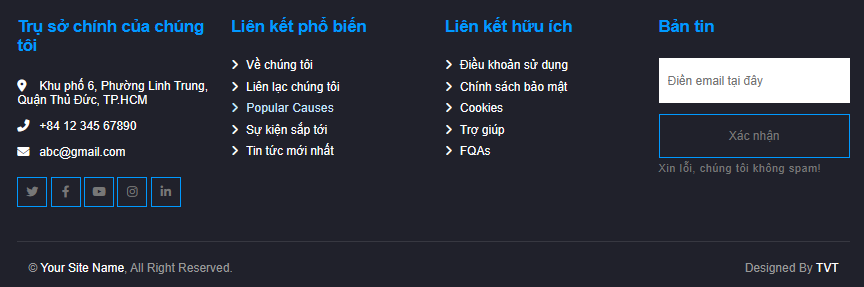 Trụ sở chính của chúng
tôi
Khu phố 6, Phường Linh Trung,
Quận Thủ Đức, TP.HCM
+84 12 345 67890
abc@gmail.com
Liên kết phổ biến
Về chúng tôi
Liên lạc chúng tôi
Popular Causes
Sự kiện sắp tới
Tin tức mới nhất
Liên kết hữu ích
Điều khoản sử dụng
Chính sách bảo mật
Cookies
Trợ giúp
FQAs
Bản tin
Điền email tại đây
Xác nhận
Xin lỗi, chúng tôi không spam!
© Your Site Name, All Right Reserved.
Designed By TVT